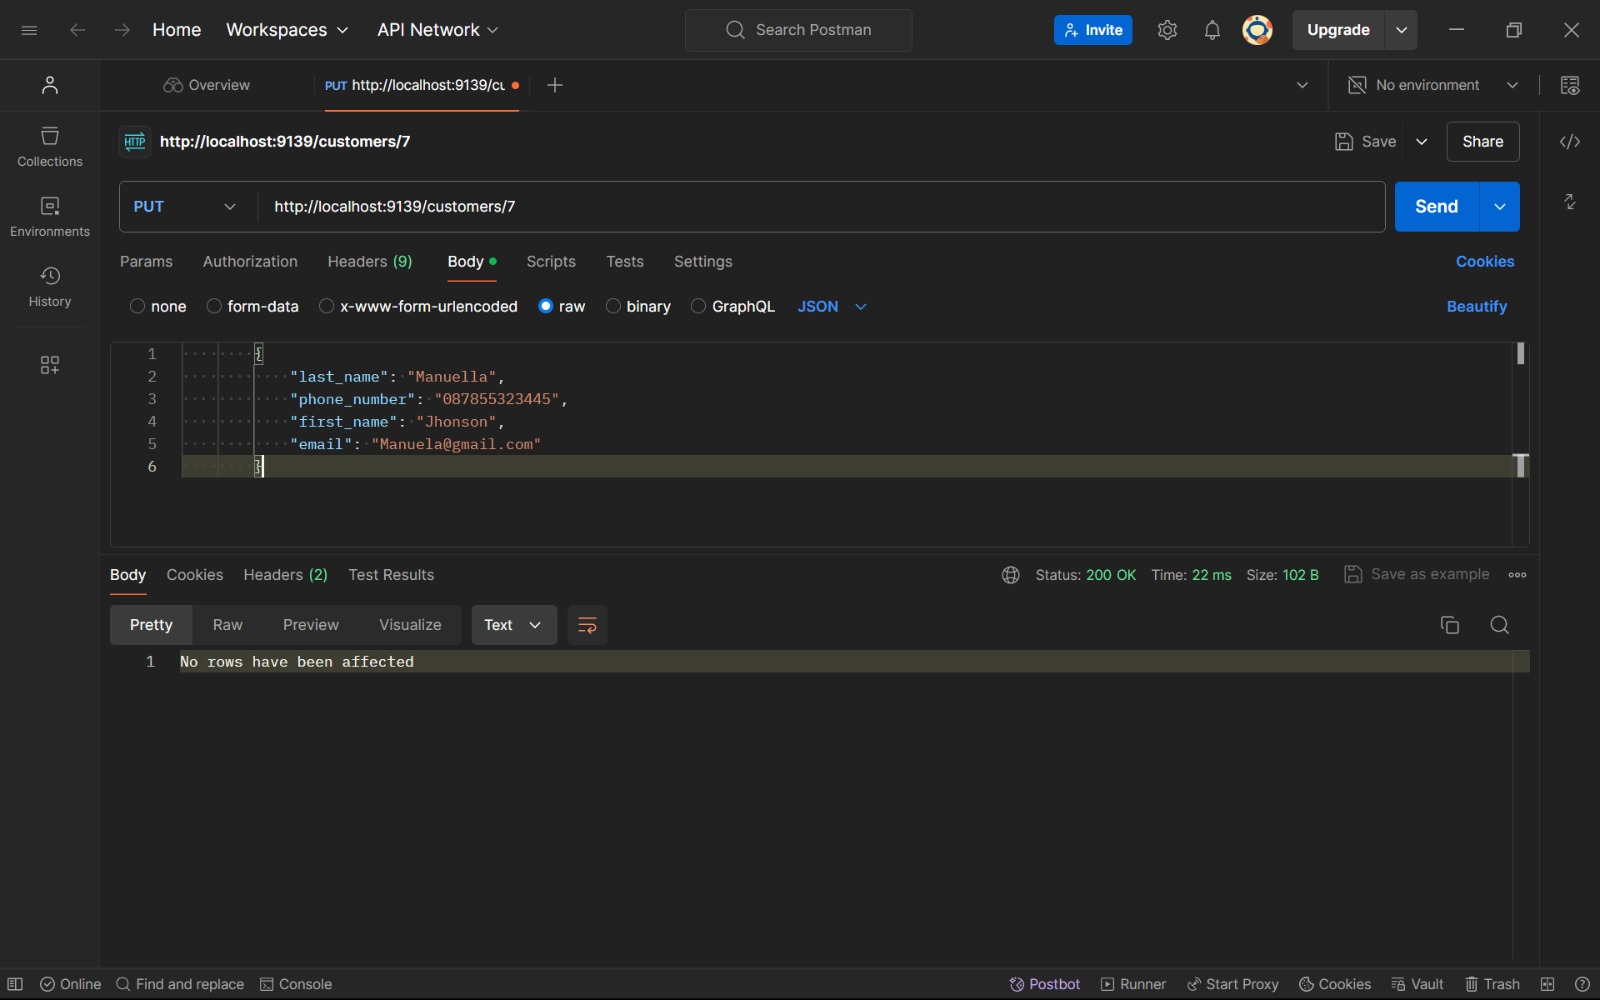 Home Workspaces API Network Search Postman Invite Upgrade
Overview PUT http://localhost:9139/cu No environment
HTTP http://localhost:9139/customers/7 Save Share
Collections
Environments
History
PUT http://localhost:9139/customers/7 Send
Params Authorization Headers (9) Body Scripts Tests Settings Cookies
none form-data x-www-form-urlencoded raw binary GraphQL JSON Beautify
1 {
2 "last_name": "Manuella",
3 "phone_number": "087855323445",
4 "first_name": "Jhonson",
5 "email": "Manuela@gmail.com"
6 }
Body Cookies Headers (2) Test Results Status: 200 OK Time: 22 ms Size: 102 B Save as example
Pretty Raw Preview Visualize Text
1 No rows have been affected
Online Find and replace Console Postbot Runner Start Proxy Cookies Vault Trash